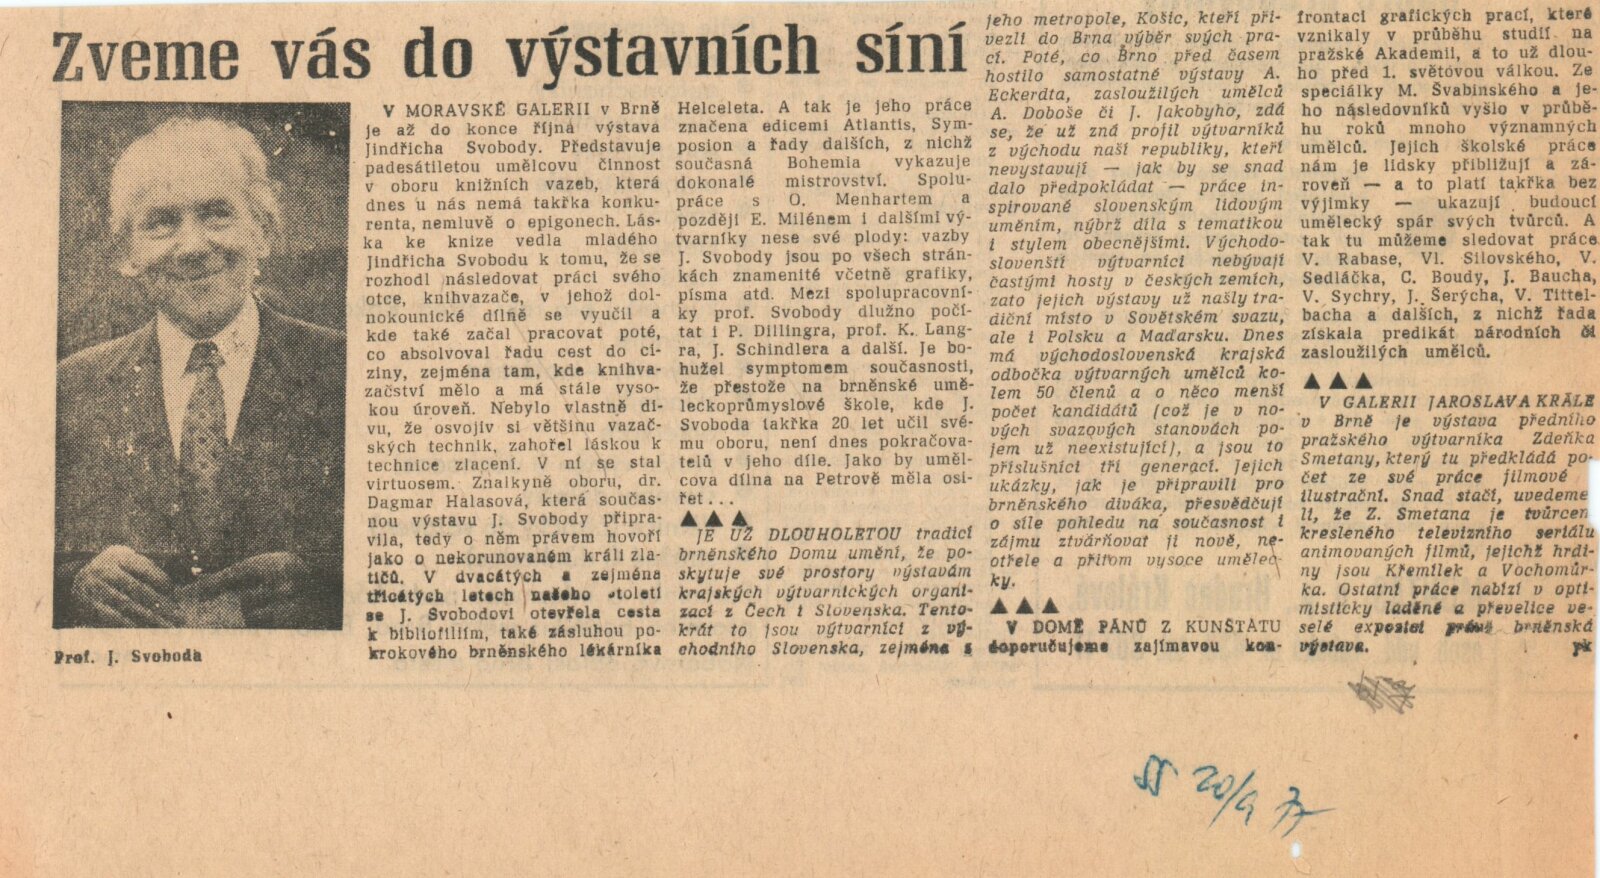 Zveme vás do výstavních síní
V MORAVSKÉ GALERII v Brně
je až do konce října výstava
Jindřicha Svobody. Představuje
padesátiletou umělcovu činnost
v oboru knižních vazeb, která
dnes u nás nemá takřka konku-
renta, nemluvě o epigonech. Lás-
ka ke knize vedla mladého
Jindřicha Svobodu k tomu, že se
rozhodl následovat práci svého
otce, knihvazače, v jehož dol-
nokounické dílně se vyučil a
kde také začal pracovat poté,
co absolvoval řadu cest do ci-
ziny, zejména tam, kde knihva-
začství mělo a má stále vyso-
kou úroveň. Nebylo vlastně di-
vu, že osvojiv si většinu vazač-
ských technik, zahořel láskou k
technice zlacení. V ní se stal
virtuosem. Znalkyně oboru, dr.
Dagmar Halasová, která součas-
nou výstavu J. Svobody připra-
vila, tedy o něm právem hovoří
jako o nekorunovaném králi zla-
tičů. V dvacátých a zejména
třicátých letech našeho století
se J. Svobodovi otevřela cesta
k bibliofiliím, také zásluhou po-
krokového brněnského lékárníka
Prof. J. Svoboda
Helceleta. A tak je jeho práce
značena edicemi Atlantis, Sym-
posion a řady dalších, z nichž
současná Bohemia vykazuje
dokonalé mistrovství. Spolu-
práce s O. Menhartem a
později E. Milénem i dalšími vý-
tvarníky nese své plody: vazby
J. Svobody jsou po všech strán-
kách znamenité včetně grafiky,
písma atd. Mezi spolupracovní-
ky prof. Svobody dlužno počí-
tat i P. Dillingra, prof. K. Lang-
ra, J. Schindlera a další. Je bo-
hužel symptomem současnosti,
že přestože na brněnské umě-
leckoprůmyslové škole, kde J.
Svoboda takřka 20 let učil své-
mu oboru, není dnes pokračova-
telů v jeho díle. Jako by uměl-
cova dílna na Petrově měla osi-
řet...
▲▲▲
JE UŽ DLOUHOLETOU tradicí
brněnského Domu umění, že po-
skytuje své prostory výstavám
krajských výtvarnických organi-
zací z Čech i Slovenska. Tento-
krát to jsou výtvarníci z vý-
chodního Slovenska, zejména s
jeho metropole, Košic, kteří při-
vezli do Brna výběr svých pra-
cí. Poté, co Brno před časem
hostilo samostatné výstavy A.
Eckerdta, zasloužilých umělců
A. Doboše či J. Jakobyho, zdá
se, že už zná profil výtvarníků
z východu naší republiky, kteří
nevystavují — jak by se snad
dalo předpokládat — práce in-
spirované slovenským lidovým
uměním, nýbrž díla s tematikou
i stylem obecnějšími. Východo-
slovenští výtvarníci nebývají
častými hosty v českých zemích,
zato jejich výstavy už našly tra-
diční místo v Sovětském svazu,
ale i Polsku a Maďarsku. Dnes
má východoslovenská krajská
odbočka výtvarných umělců ko-
lem 50 členů a o něco menší
počet kandidátů (což je v no-
vých svazových stanovách po-
jem už neexistující), a jsou to
příslušníci tří generací. Jejich
ukázky, jak je připravili pro
brněnského diváka, přesvědčují
o síle pohledu na současnost i
zájmu ztvárňovat ji nově, ne-
otřele a přitom vysoce umělec-
ky.
▲▲▲
V DOMĚ PÁNŮ Z KUNŠTÁTU
doporučujeme zajímavou kon-
frontaci grafických prací, které
vznikaly v průběhu studií na
pražské Akademii, a to už dlou-
ho před 1. světovou válkou. Ze
speciálky M. Švabinského a je-
ho následovníků vyšlo v průbě-
hu roků mnoho významných
umělců. Jejich školské práce
nám je lidsky přibližují a zá-
roveň — a to platí takřka bez
výjimky — ukazují budoucí
umělecký spár svých tvůrců. A
tak tu můžeme sledovat práce
V. Rabase, Vl. Silovského, V.
Sedláčka, C. Boudy, J. Baucha,
V. Sychry, J. Šerých, V. Tittel-
bacha a dalších, z nichž řada
získala predikát národních či
zasloužilých umělců.
▲▲▲
V GALERII JAROSLAVA KRÁLE
v Brně je výstava předního
pražského výtvarníka Zdeňka
Smetany, který tu předkládá po-
čet ze své práce filmové i
ilustrační. Snad stačí, uvedeme-
li, že Z. Smetana je tvůrcem
kresleného televizního seriálu
animovaných filmů, jejichž hrdi-
ny jsou Křemílek a Vochomůr-
ka. Ostatní práce nabízí v opti-
misticky laděné a převelice ve-
selé expozici právě brněnská
výstava. yk
SS 20/9 77